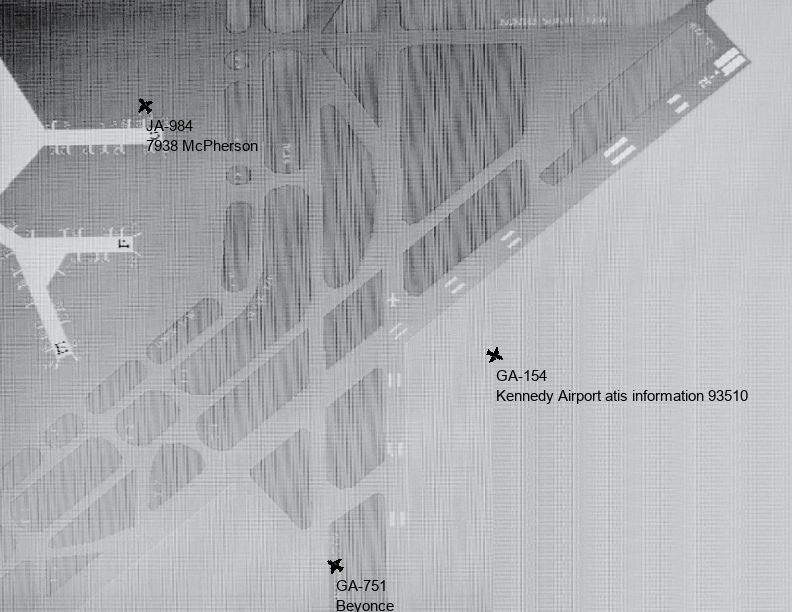 JA-984
7938 McPherson
GA-154
Kennedy Airport atis information 93510
GA-751
Beyonce